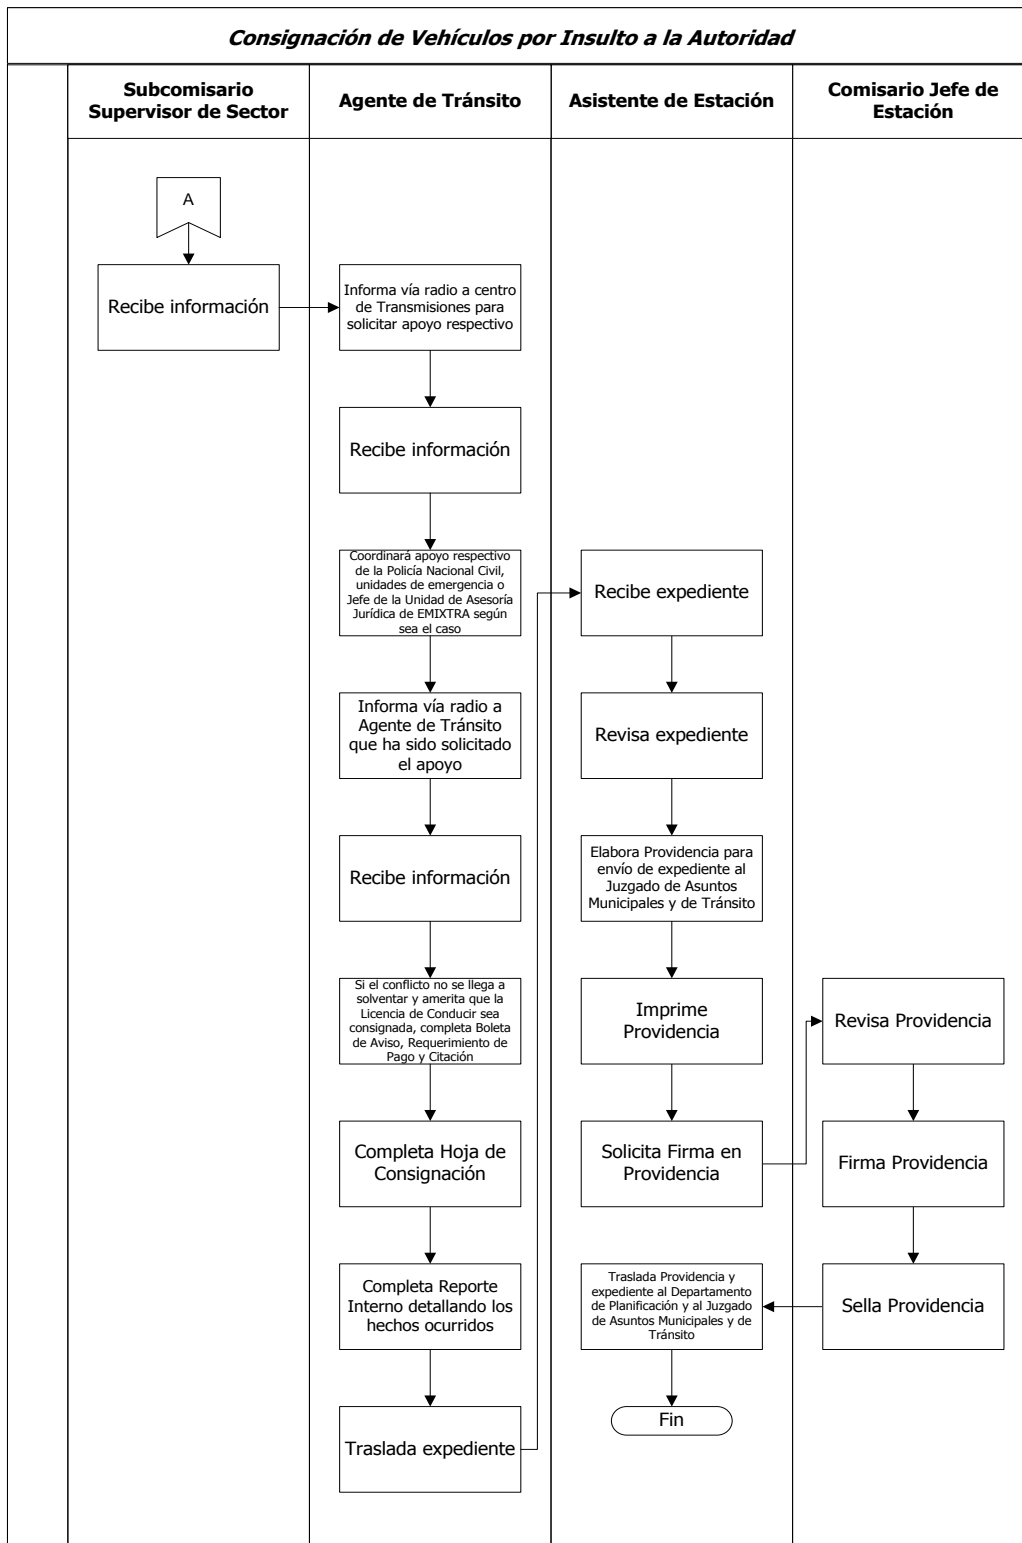 Consignación de Vehículos por Insulto a la Autoridad
Subcomisario
Supervisor de Sector
Agente de Tránsito
Asistente de Estación
Comisario Jefe de
Estación
A
Recibe información
Informa vía radio a centro
de Transmisiones para
solicitar apoyo respectivo
Recibe información
Coordinará apoyo respectivo
de la Policía Nacional Civil,
unidades de emergencia o
Jefe de la Unidad de Asesoría
Jurídica de EMIXTRA según
sea el caso
Informa vía radio a
Agente de Tránsito
que ha sido solicitado
el apoyo
Recibe información
Si el conflicto no se llega a
solventar y amerita que la
Licencia de Conducir sea
consignada, completa Boleta
de Aviso, Requerimiento de
Pago y Citación
Completa Hoja de
Consignación
Completa Reporte
Interno detallando los
hechos ocurridos
Traslada expediente
Recibe expediente
Revisa expediente
Elabora Providencia para
envío de expediente al
Juzgado de Asuntos
Municipales y de Tránsito
Imprime
Providencia
Solicita Firma en
Providencia
Revisa Providencia
Firma Providencia
Sella Providencia
Traslada Providencia y
expediente al Departamento
de Planificación y al Juzgado
de Asuntos Municipales y de
Tránsito
Fin